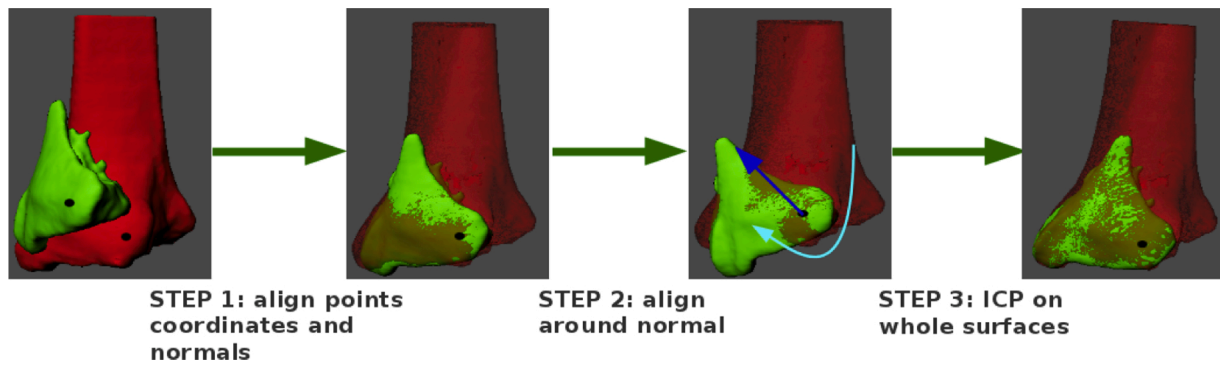 STEP 1: align points
coordinates and
normals
STEP 2: align
around normal
STEP 3: ICP on
whole surfaces